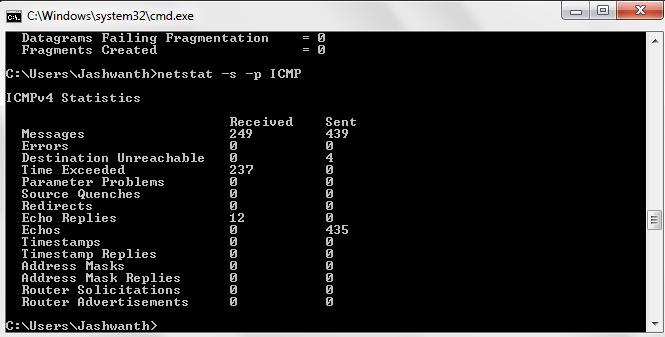 C:\Windows\system32\cmd.exe
Datagrams Failing Fragmentation = 0
Fragments Created = 0
C:\Users\Jashwanth>netstat -s -p ICMP
ICMPv4 Statistics
Received Sent
Messages 249 439
Errors 0 0
Destination Unreachable 0 4
Time Exceeded 237 0
Parameter Problems 0 0
Source Quenches 0 0
Redirects 0 0
Echo Replies 12 0
Echos 0 435
Timestamps 0 0
Timestamp Replies 0 0
Address Masks 0 0
Address Mask Replies 0 0
Router Solicitations 0 0
Router Advertisements 0 0
C:\Users\Jashwanth>